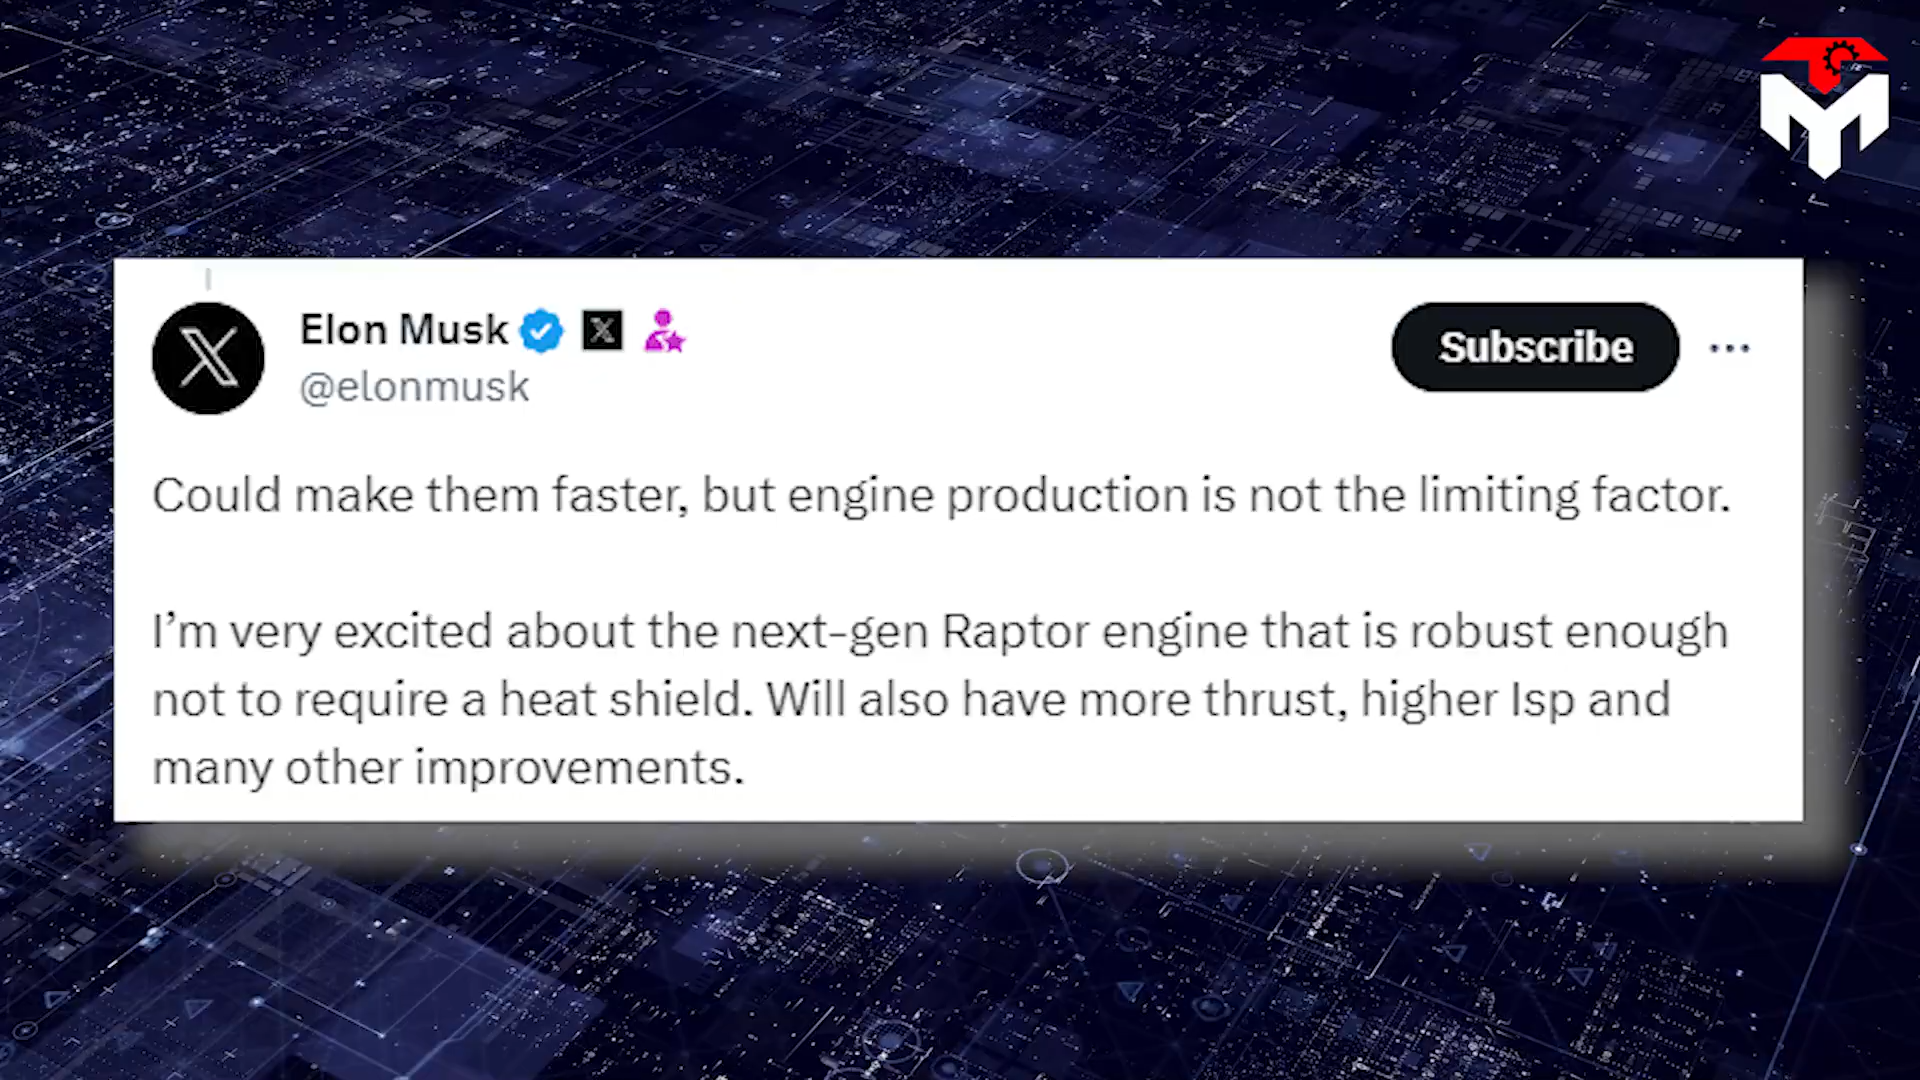 Elon Musk
@elonmusk
Subscribe
Could make them faster, but engine production is not the limiting factor.
I’m very excited about the next-gen Raptor engine that is robust enough
not to require a heat shield. Will also have more thrust, higher Isp and
many other improvements.